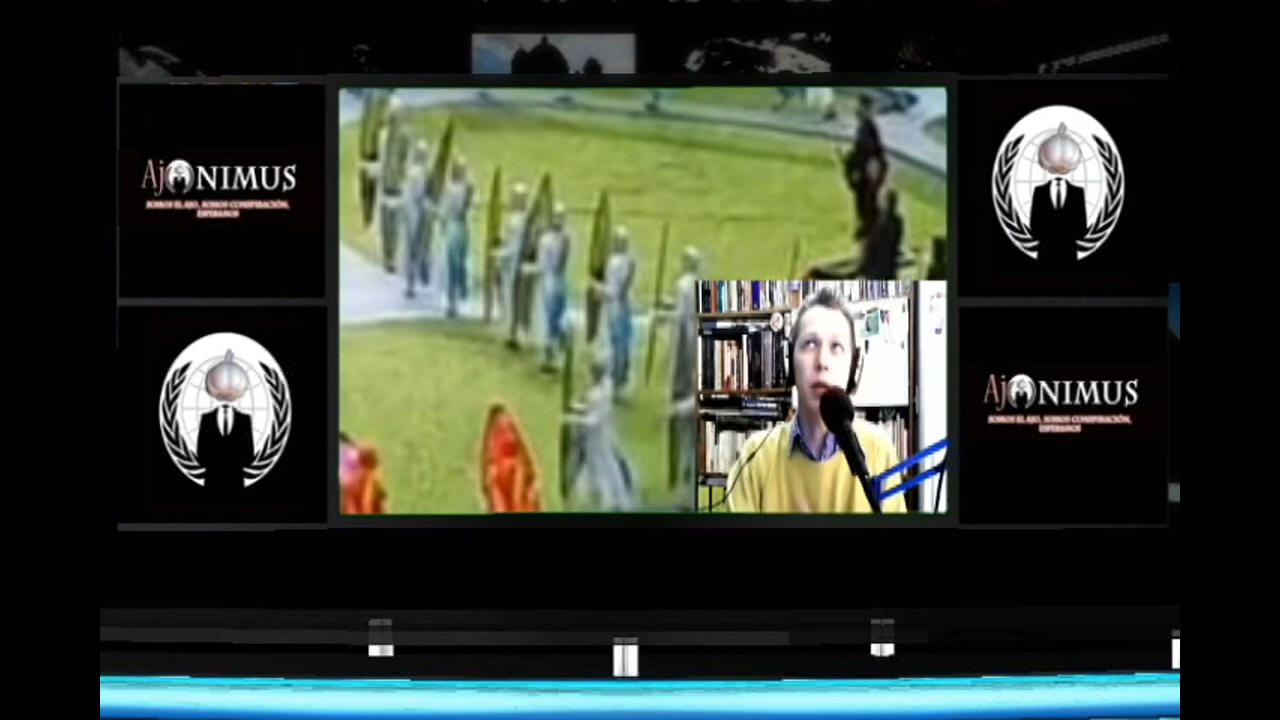 AjONIMUS
SOMOS EL AJO, SOMOS CONSPIRACIÓN,
ESPERANOS
AjONIMUS
SOMOS EL AJO, SOMOS CONSPIRACIÓN,
ESPERANOS